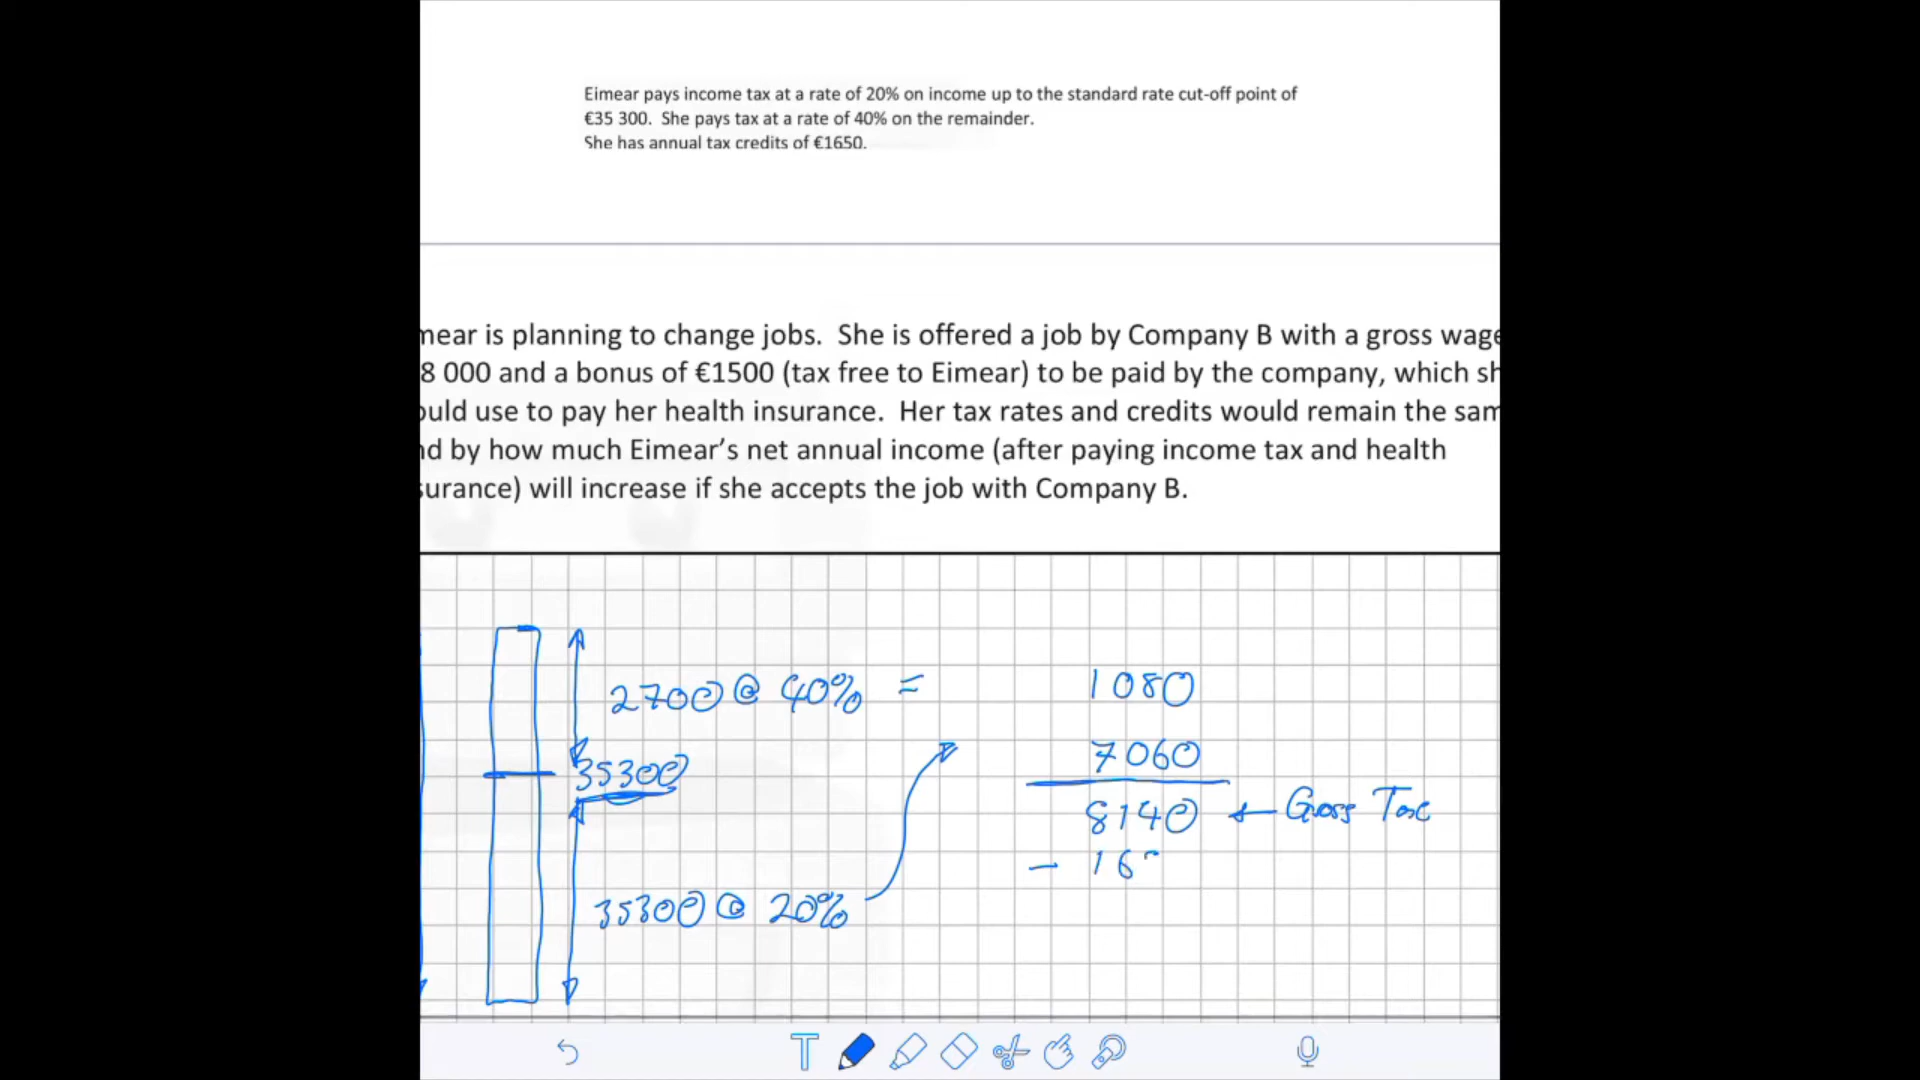 Eimear pays income tax at a rate of 20% on income up to the standard rate cut-off point of
€35 300. She pays tax at a rate of 40% on the remainder.
She has annual tax credits of €1650.
mear is planning to change jobs. She is offered a job by Company B with a gross wage
8 000 and a bonus of €1500 (tax free to Eimear) to be paid by the company, which sh
ould use to pay her health insurance. Her tax rates and credits would remain the sam
nd by how much Eimear's net annual income (after paying income tax and health
surance) will increase if she accepts the job with Company B.
2700 @ 40% = 1080
35300
7060
8140 ← Gross Tax
- 16
35300 @ 20%
T